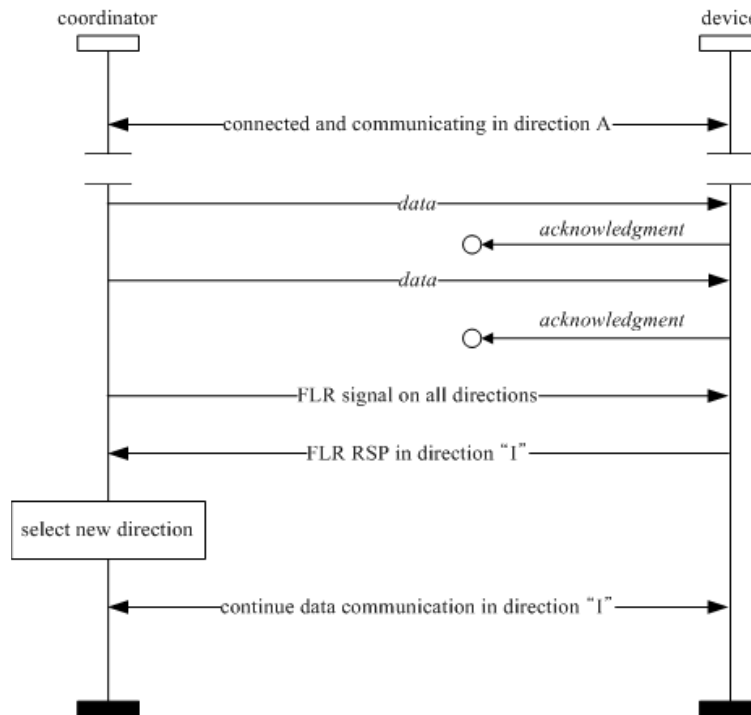 coordinator
device
connected and communicating in direction A
data
acknowledgment
data
acknowledgment
FLR signal on all directions
FLR RSP in direction “I”
select new direction
continue data communication in direction “I”